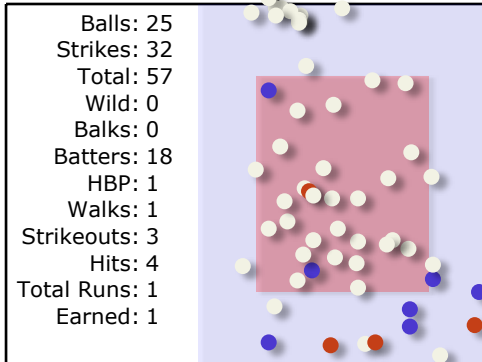 Balls: 25
Strikes: 32
Total: 57
Wild: 0
Balks: 0
Batters: 18
HBP: 1
Walks: 1
Strikeouts: 3
Hits: 4
Total Runs: 1
Earned: 1